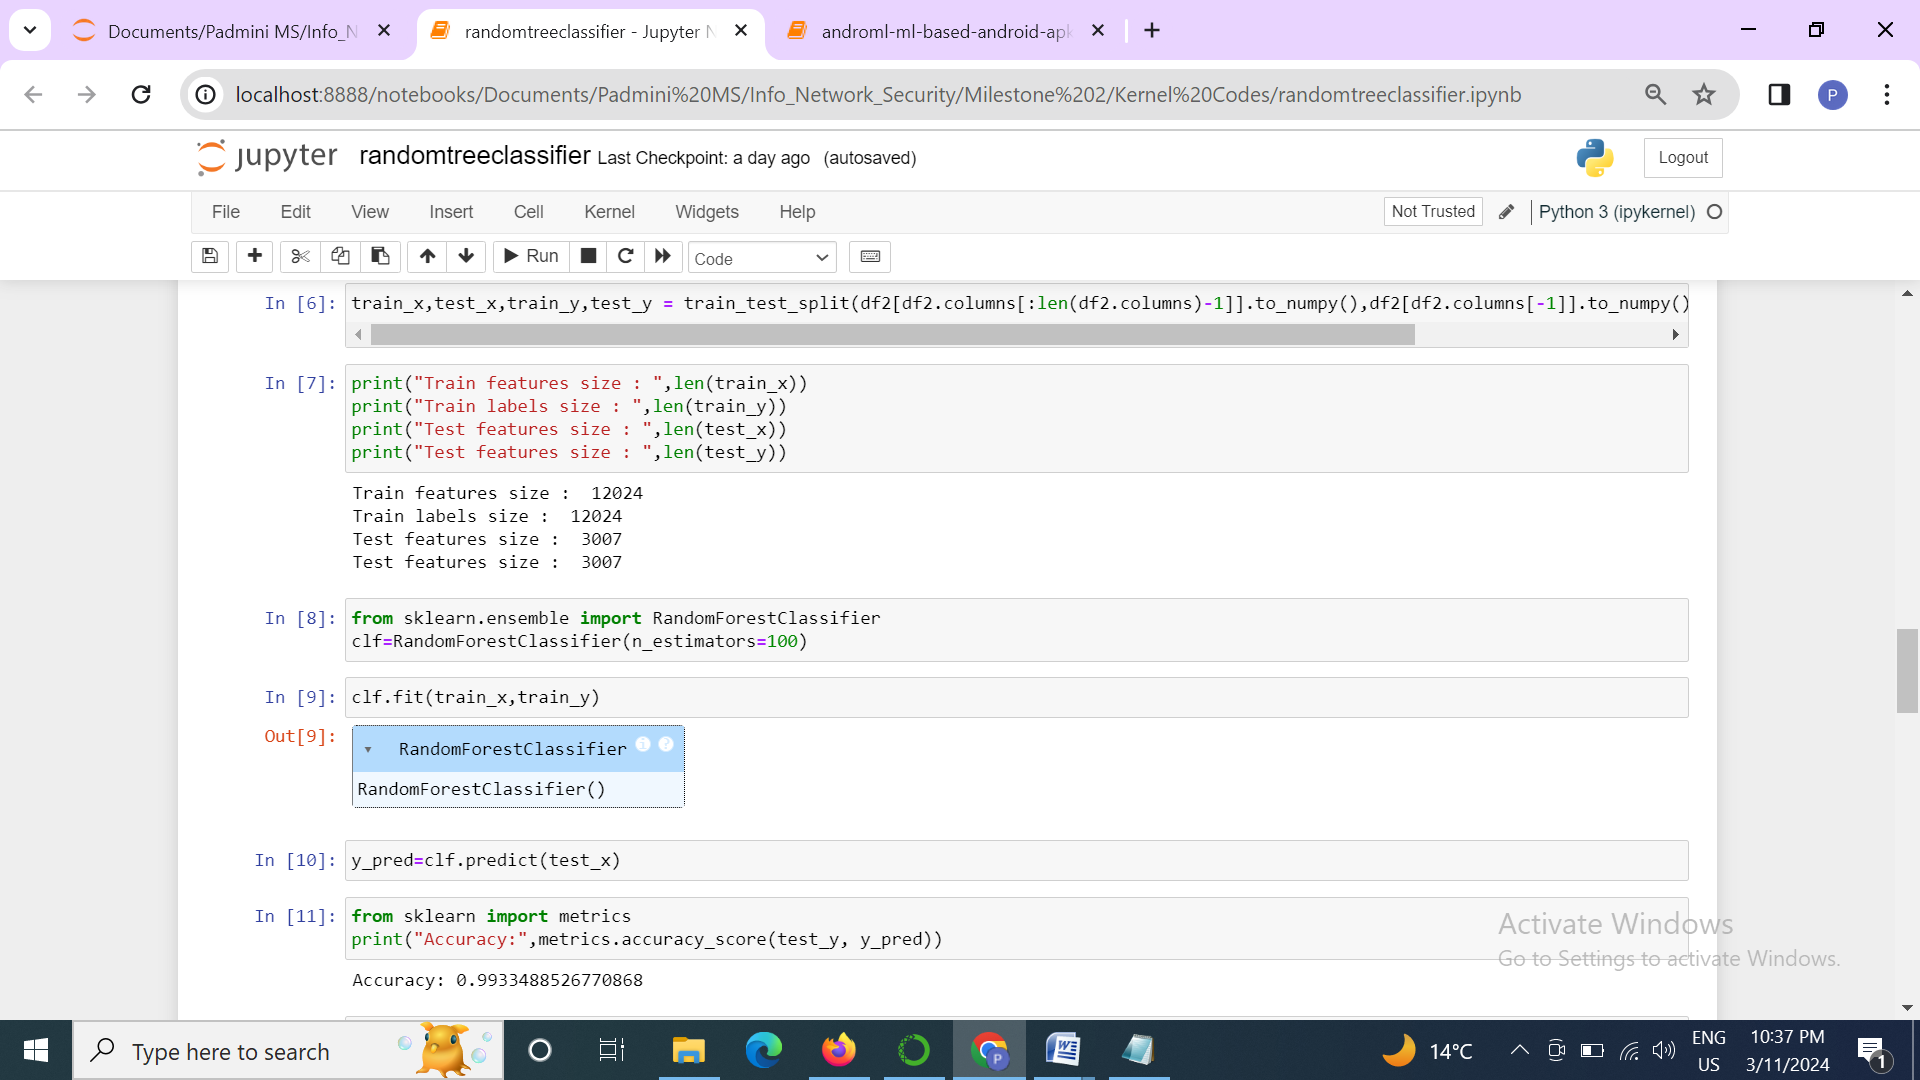 Documents/Padmini MS/Info_N
randomtreeclassifier - Jupyter N
androml-ml-based-android-apk
localhost:8888/notebooks/Documents/Padmini%20MS/Info_Network_Security/Milestone%202/Kernel%20Codes/randomtreeclassifier.ipynb
P
jupyter randomtreeclassifier Last Checkpoint: a day ago (autosaved)
Logout
File Edit View Insert Cell Kernel Widgets Help
Not Trusted
Python 3 (ipykernel)
Run
Code
In [6]: train_x,test_x,train_y,test_y = train_test_split(df2[df2.columns[:len(df2.columns)-1]].to_numpy(),df2[df2.columns[-1]].to_numpy()
In [7]: print("Train features size : ",len(train_x))
print("Train labels size : ",len(train_y))
print("Test features size : ",len(test_x))
print("Test features size : ",len(test_y))
Train features size :  12024
Train labels size :  12024
Test features size :  3007
Test features size :  3007
In [8]: from sklearn.ensemble import RandomForestClassifier
clf=RandomForestClassifier(n_estimators=100)
In [9]: clf.fit(train_x,train_y)
Out[9]:
RandomForestClassifier i ?
RandomForestClassifier()
In [10]: y_pred=clf.predict(test_x)
In [11]: from sklearn import metrics
print("Accuracy:",metrics.accuracy_score(test_y, y_pred))
Accuracy: 0.9933488526770868
Activate Windows
Go to Settings to activate Windows.
Type here to search
P
14°C
ENG
US
10:37 PM
3/11/2024
1